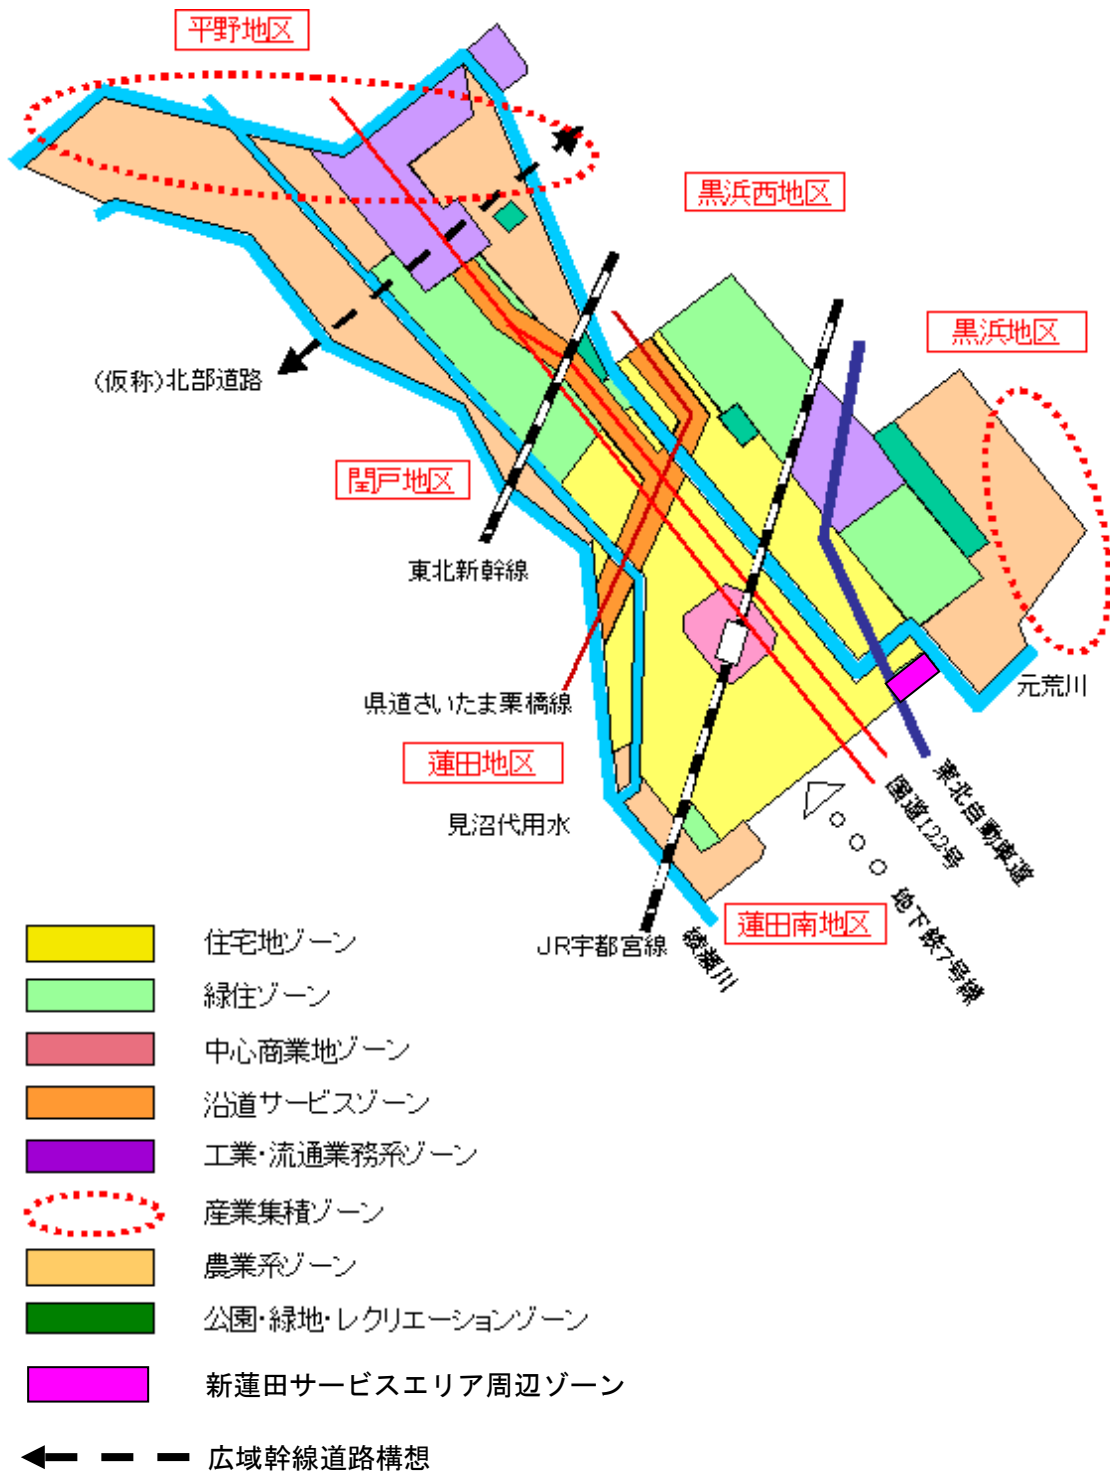 平野地区
黒浜西地区
黒浜地区
(仮称)北部道路
閏戸地区
東北新幹線
元荒川
県道さいたま栗橋線
蓮田地区
東北自動車道
国道122号
見沼代用水
地下鉄7号線
蓮田南地区
JR宇都宮線
綾瀬川
住宅地ゾーン
緑住ゾーン
中心商業地ゾーン
沿道サービスゾーン
工業・流通業務系ゾーン
産業集積ゾーン
農業系ゾーン
公園・緑地・レクリエーションゾーン
新蓮田サービスエリア周辺ゾーン
広域幹線道路構想